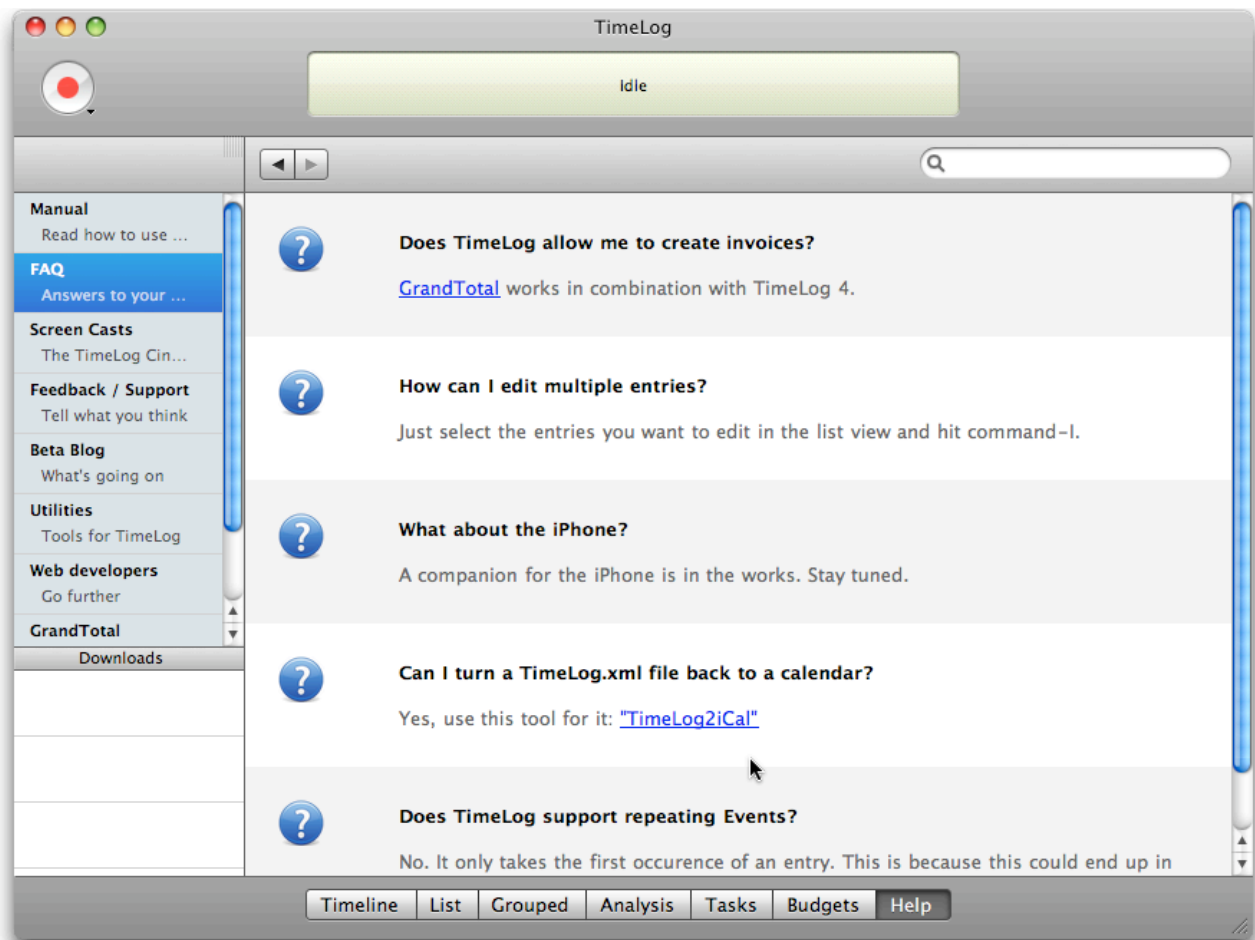 TimeLog
Idle
Manual
Read how to use ...
FAQ
Answers to your ...
Screen Casts
The TimeLog Cin...
Feedback / Support
Tell what you think
Beta Blog
What's going on
Utilities
Tools for TimeLog
Web developers
Go further
GrandTotal
Downloads
Does TimeLog allow me to create invoices?
GrandTotal works in combination with TimeLog 4.
How can I edit multiple entries?
Just select the entries you want to edit in the list view and hit command-I.
What about the iPhone?
A companion for the iPhone is in the works. Stay tuned.
Can I turn a TimeLog.xml file back to a calendar?
Yes, use this tool for it: "TimeLog2iCal"
Does TimeLog support repeating Events?
No. It only takes the first occurence of an entry. This is because this could end up in
Timeline List Grouped Analysis Tasks Budgets Help